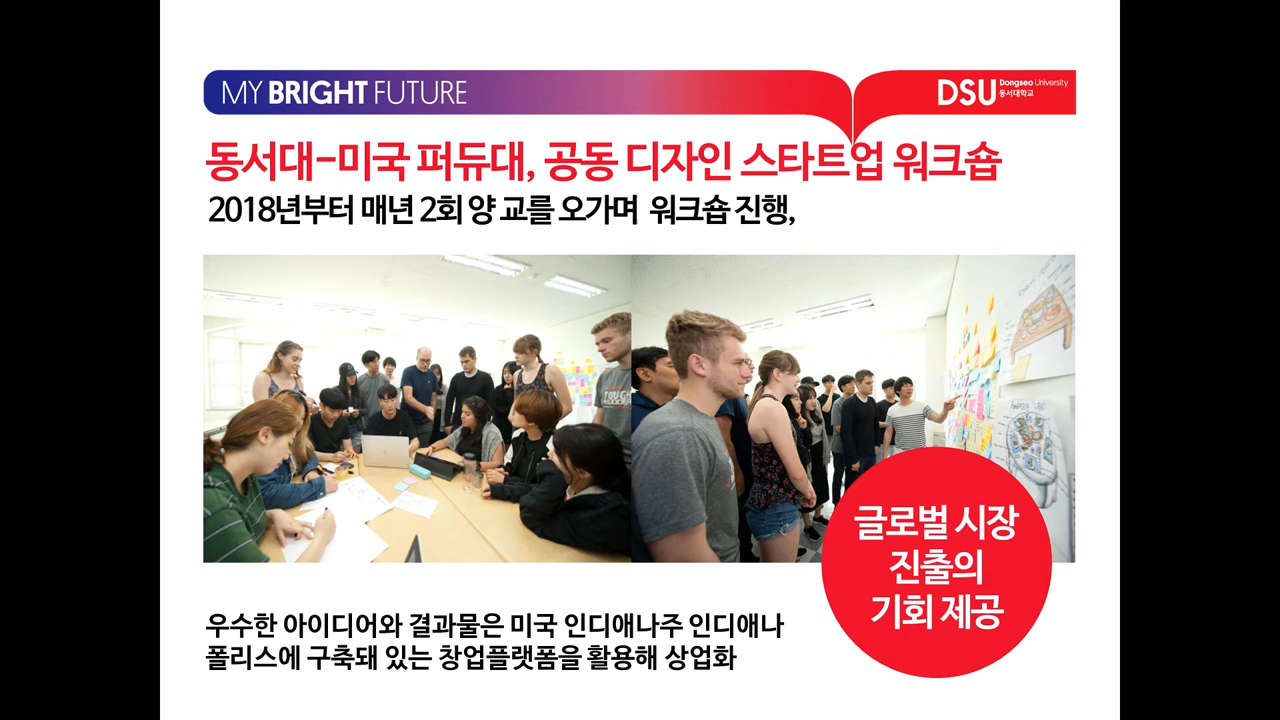 MY BRIGHT FUTURE
DSU Dongseo University
동서대학교
동서대-미국 퍼듀대, 공동 디자인 스타트업 워크숍
2018년부터 매년 2회 양 교를 오가며 워크숍 진행,
글로벌 시장
진출의
기회 제공
우수한 아이디어와 결과물은 미국 인디애나주 인디애나
폴리스에 구축돼 있는 창업플랫폼을 활용해 상업화